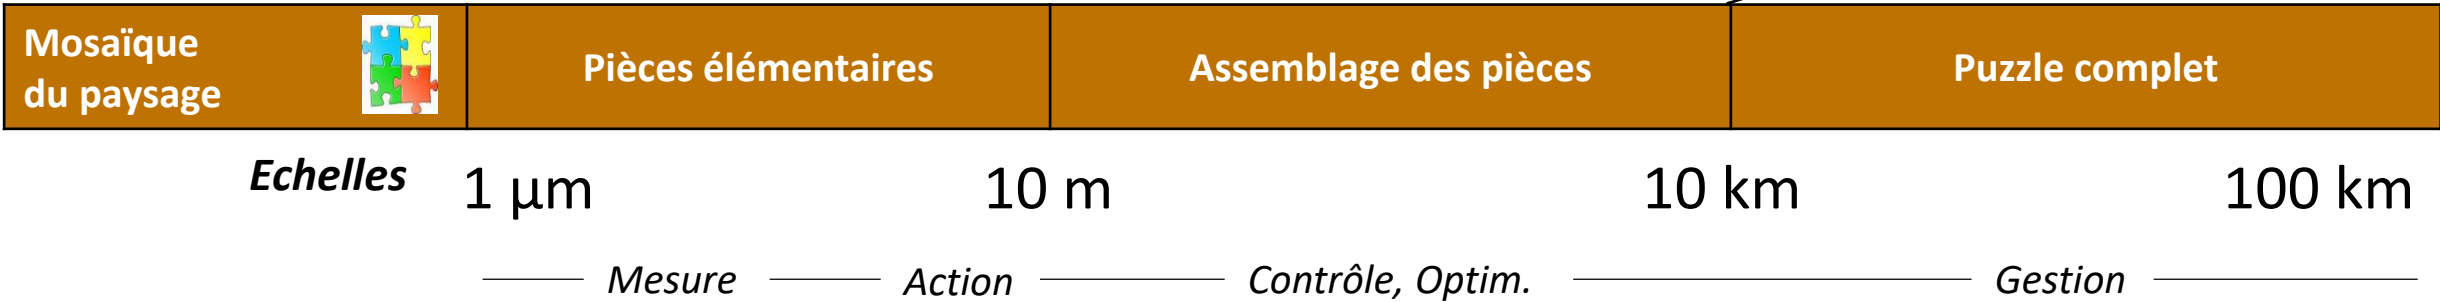 Mosaïque
du paysage
Pièces élémentaires
Assemblage des pièces
Puzzle complet
Echelles
1 µm
10 m
10 km
100 km
Mesure
Action
Contrôle, Optim.
Gestion